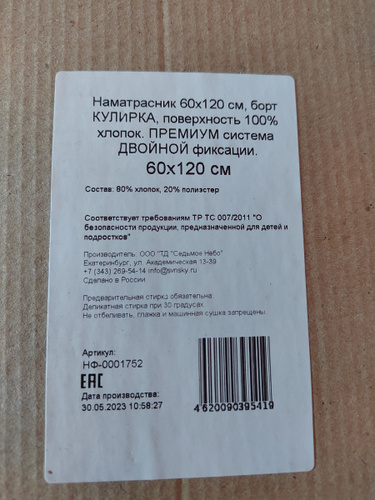 Наматрасник 60х120 см, борт
КУЛИРКА, поверхность 100%
хлопок. ПРЕМИУМ система
ДВОЙНОЙ фиксации.
60х120 см
Состав: 80% хлопок, 20% полиэстер
Соответствует требованиям ТР ТС 007/2011 "О
безопасности продукции, предназначенной для детей и
подростков"
Производитель: ООО "ТД "Седьмое Небо"
Екатеринбург, ул. Академическая 13-39
+7 (343) 269-54-14 info@svnsky.ru
Сделано в России
Предварительная стирка обязательна
Деликатная стирка при 30 градусах
Не отбеливать, глажка и машинная сушка запрещены
Артикул:
НФ-0001752
EAC
Дата производства:
30.05.2023 10:58:27
4620090395419